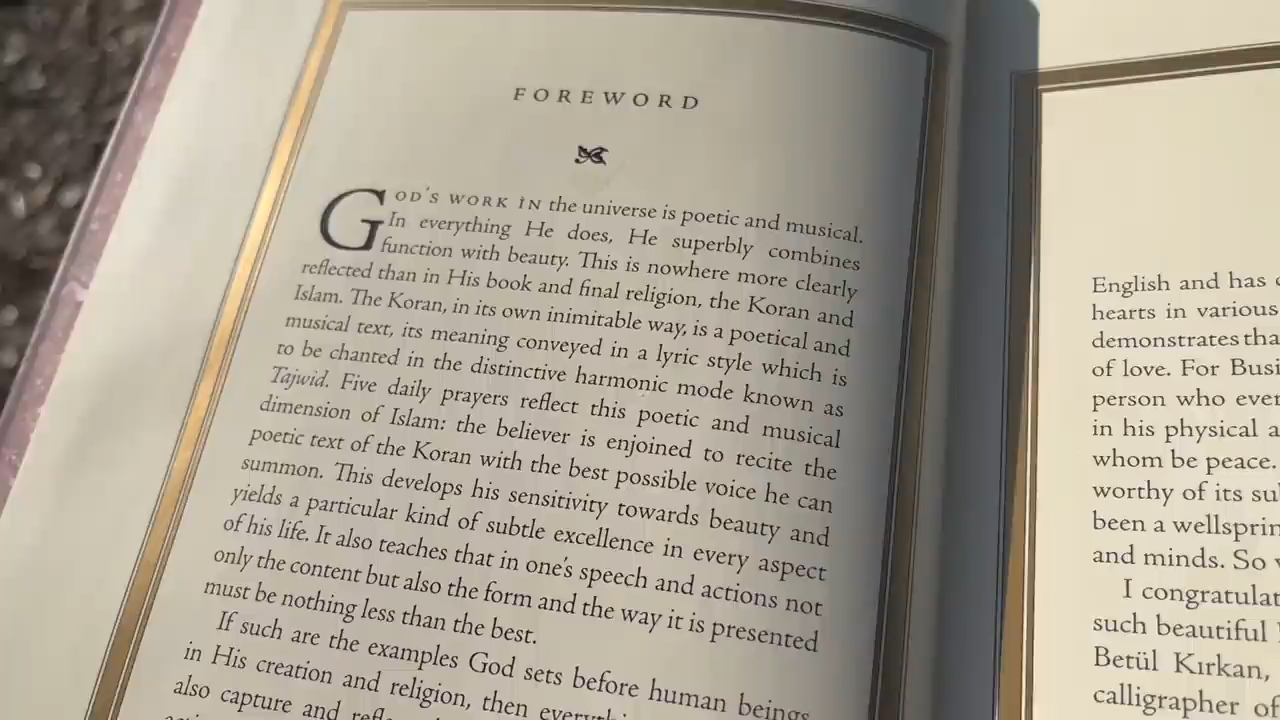 FOREWORD
GOD'S WORK IN the universe is poetic and musical.
In everything He does, He superbly combines
function with beauty. This is nowhere more clearly
reflected than in His book and final religion, the Koran and
Islam. The Koran, in its own inimitable way, is a poetical and
musical text, its meaning conveyed in a lyric style which is
to be chanted in the distinctive harmonic mode known as
Tajwid. Five daily prayers reflect this poetic and musical
dimension of Islam: the believer is enjoined to recite the
poetic text of the Koran with the best possible voice he can
summon. This develops his sensitivity towards beauty and
yields a particular kind of subtle excellence in every aspect
of his life. It also teaches that in one's speech and actions not
only the content but also the form and the way it is presented
must be nothing less than the best.
If such are the examples God sets before human beings
in His creation and religion, then
also capture and
English and has
hearts in various
demonstrates
of love. For
person who
in his physical
whom be peace.
worthy of its
been a
and minds. So
I
such beautiful
Betül Kırkan,
calligrapher of